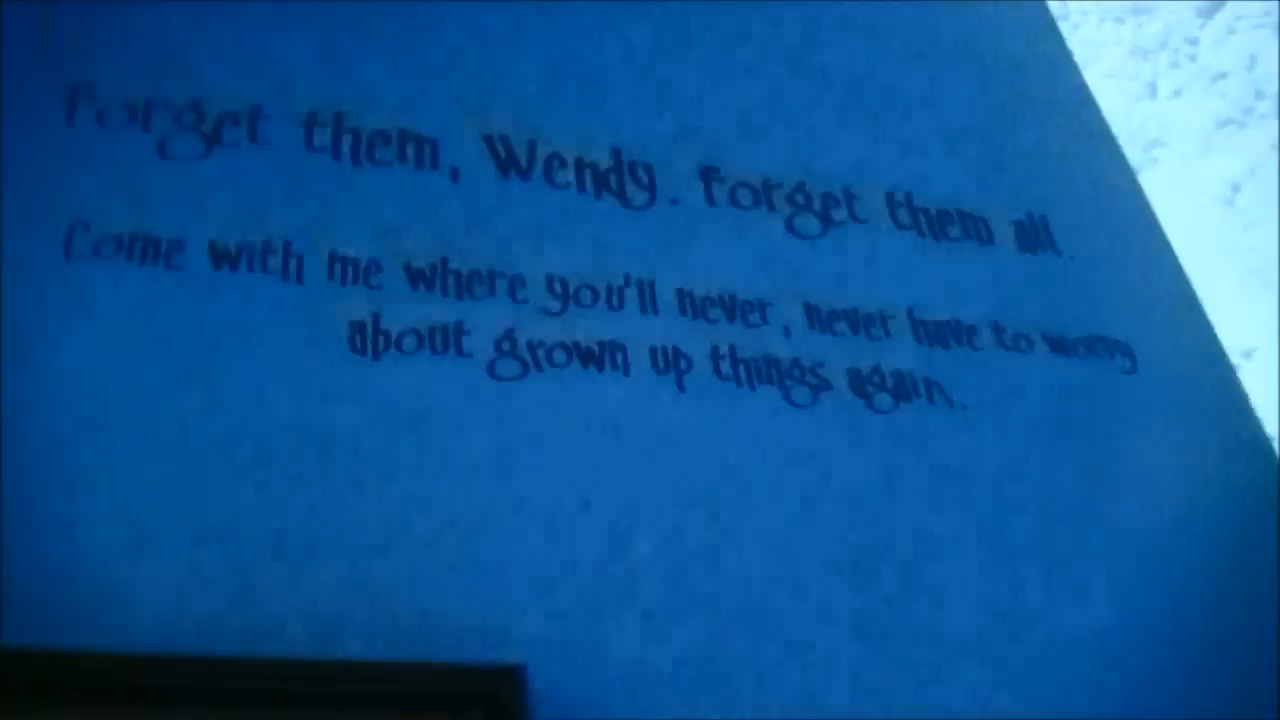 Forget them, Wendy. Forget them all.
Come with me where you'll never, never have to worry
about grown up things again.